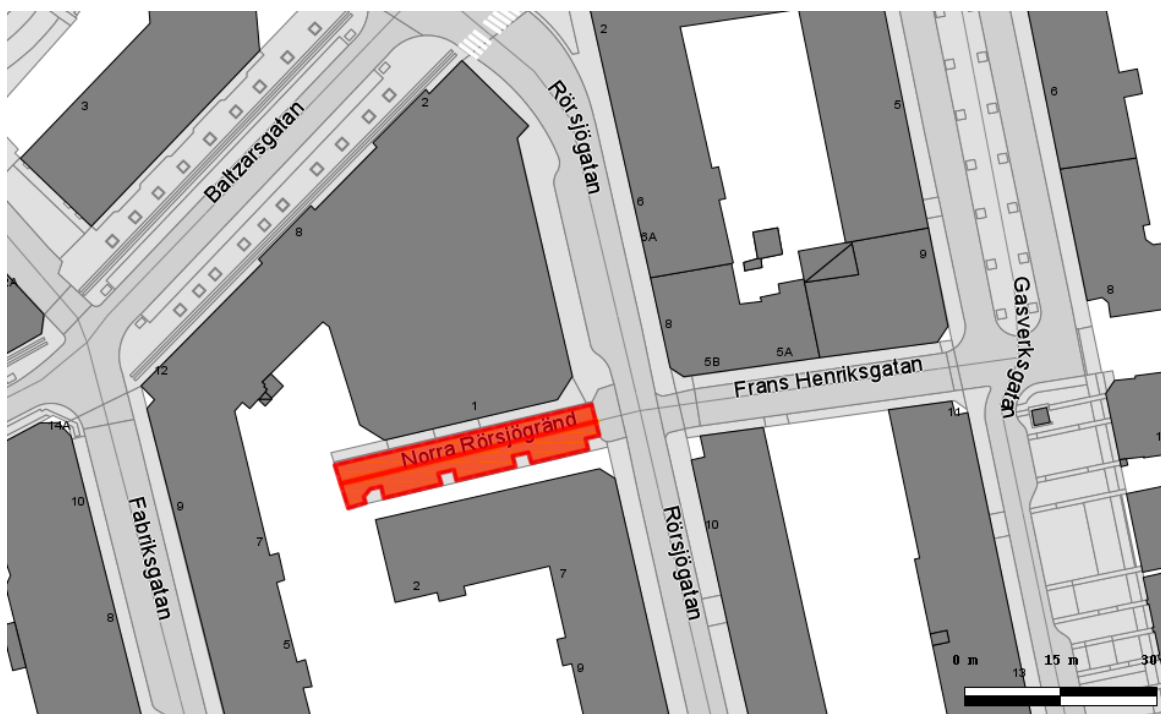 2
5
6
3
2
Baltzarsgatan
Rörsjögatan
8
6
6A
9
8
Gasverksgatan
12
8
5B
5A
Frans Henriksgatan
14A
1
Norra Rörsjögränd
11
10
9
Fabriksgatan
7
Rörsjögatan
10
2
7
8
5
9
13
0 m
15 m